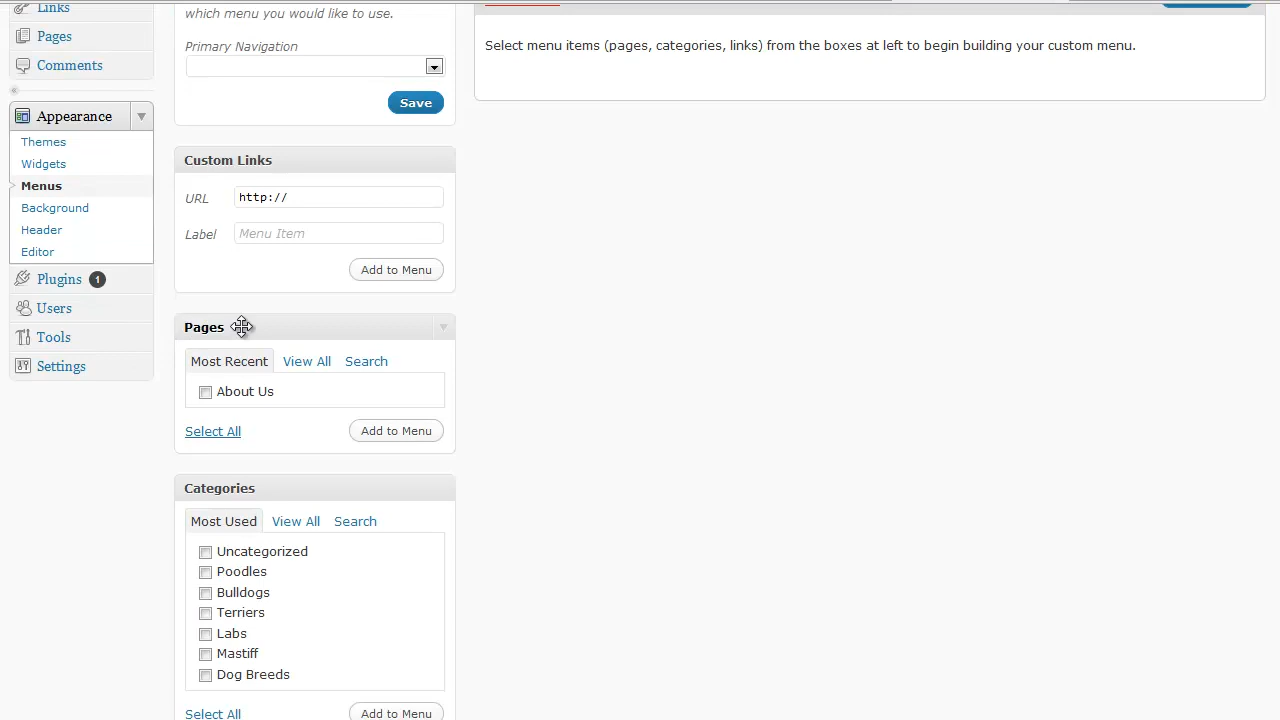 Links
Pages
Comments
Appearance
Themes
Widgets
Menus
Background
Header
Editor
Plugins 1
Users
Tools
Settings
which menu you would like to use.
Primary Navigation
Save
Custom Links
URL http://
Label Menu Item
Add to Menu
Pages
Most Recent View All Search
About Us
Select All Add to Menu
Categories
Most Used View All Search
Uncategorized
Poodles
Bulldogs
Terriers
Labs
Mastiff
Dog Breeds
Select All Add to Menu
Select menu items (pages, categories, links) from the boxes at left to begin building your custom menu.